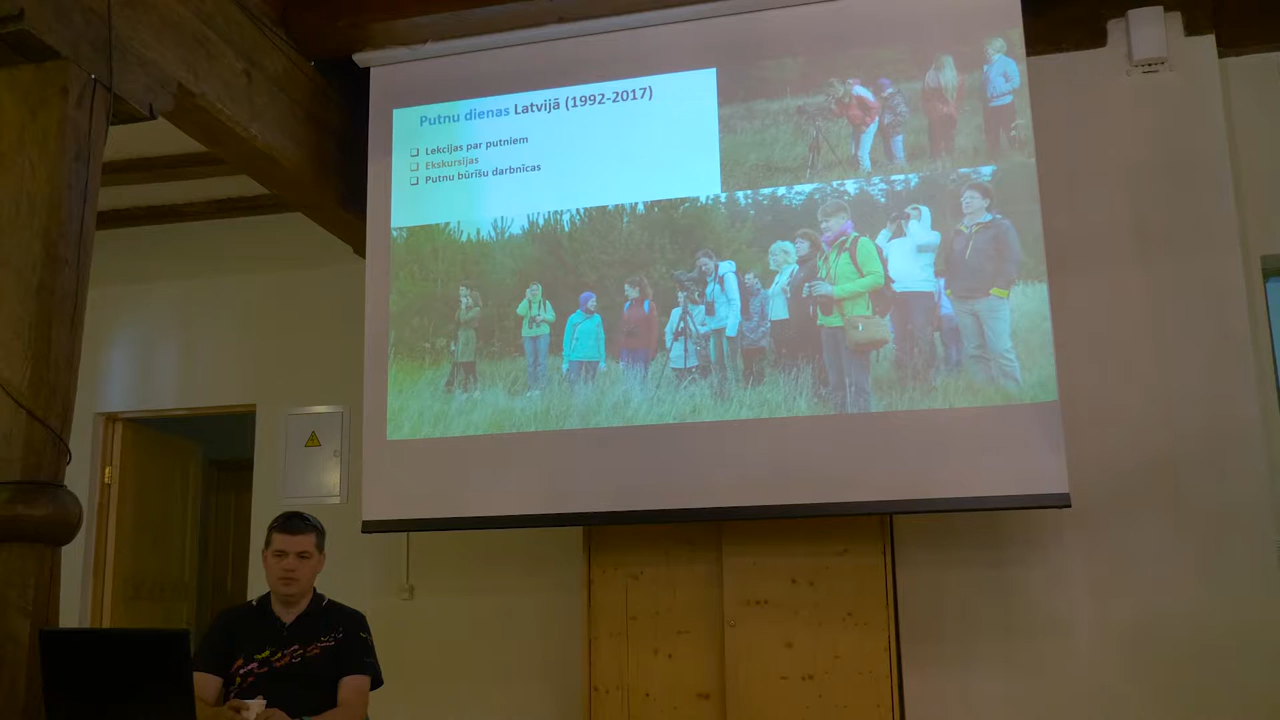 Putnu dienas Latvijā (1992-2017)
❑ Lekcijas par putniem
❑ Ekskursijas
❑ Putnu būrīšu darbnīcas